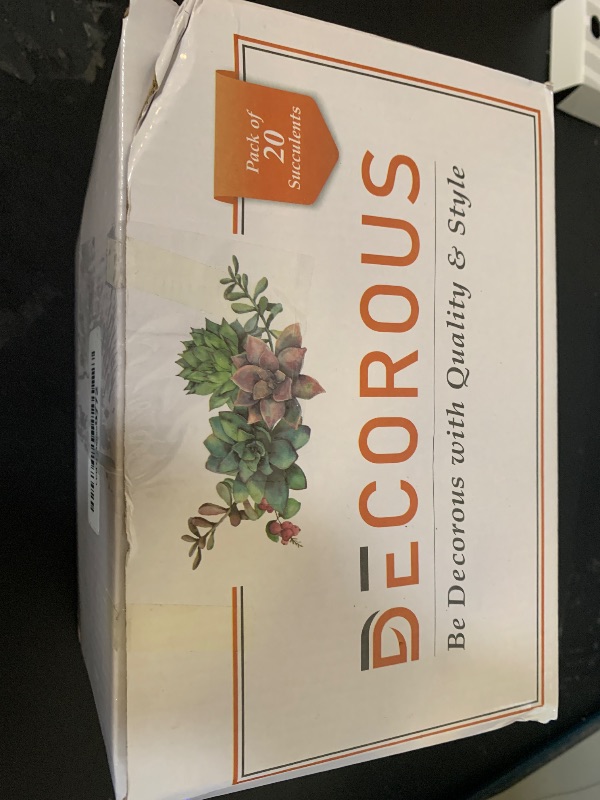 Pack of
20
Succulents
DECOROUS
Be Decorous with Quality & Style